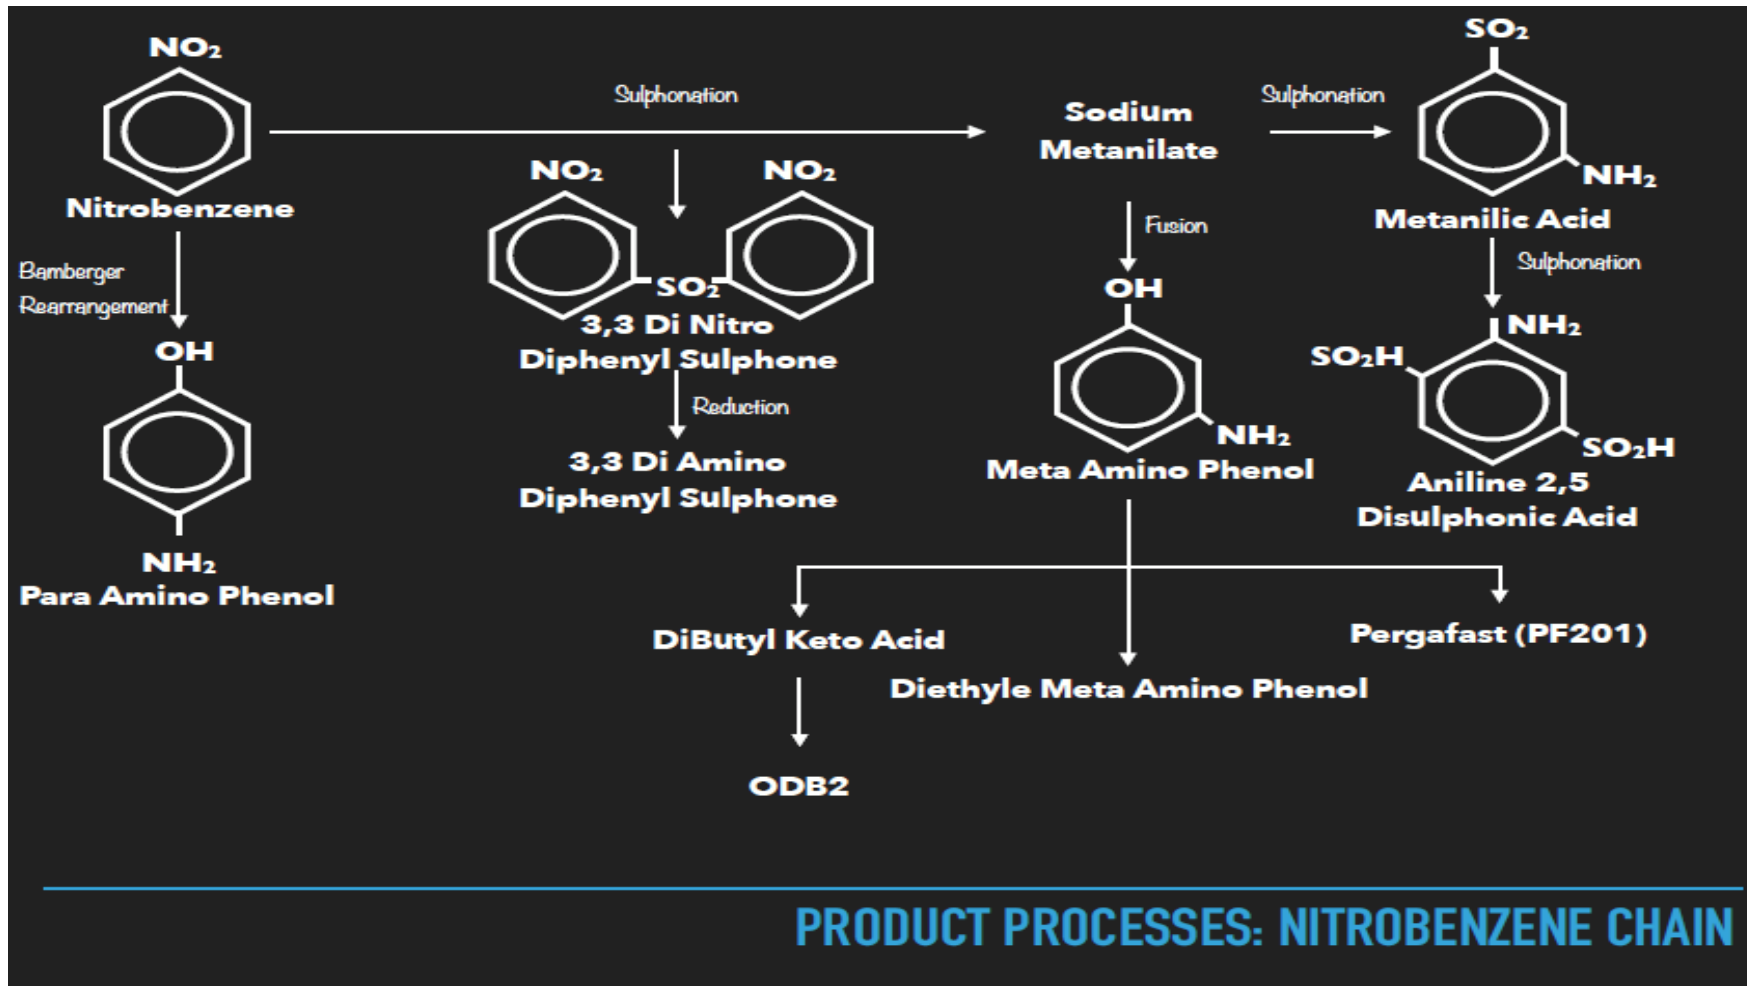 NO₂
Nitrobenzene
Bamberger
Rearrangement
OH
NH₂
Para Amino Phenol
Sulphonation
NO₂
NO₂
SO₂
3,3 Di Nitro
Diphenyl Sulphone
Reduction
3,3 Di Amino
Diphenyl Sulphone
Sodium
Metanilate
Fusion
OH
NH₂
Meta Amino Phenol
Sulphonation
SO₂
NH₂
Metanilic Acid
Sulphonation
NH₂
SO₂H
SO₂H
Aniline 2,5
Disulphonic Acid
DiButyl Keto Acid
Diethyle Meta Amino Phenol
Pergafast (PF201)
ODB2
PRODUCT PROCESSES: NITROBENZENE CHAIN